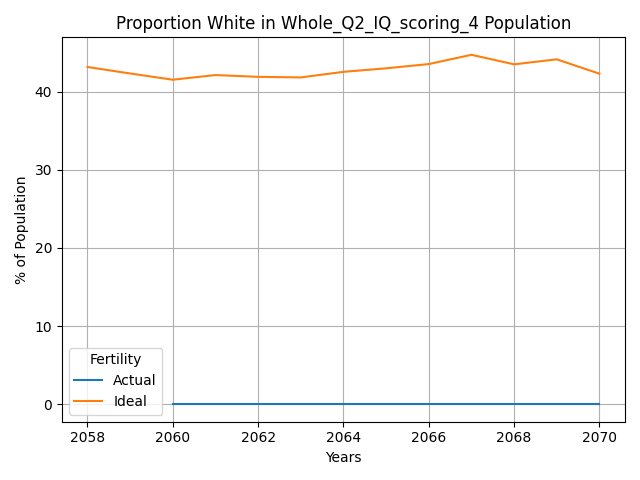 Proportion White in Whole_Q2_IQ_scoring_4 Population
% of Population
40
30
20
10
0
Fertility
Actual
Ideal
2058 2060 2062 2064 2066 2068 2070
Years